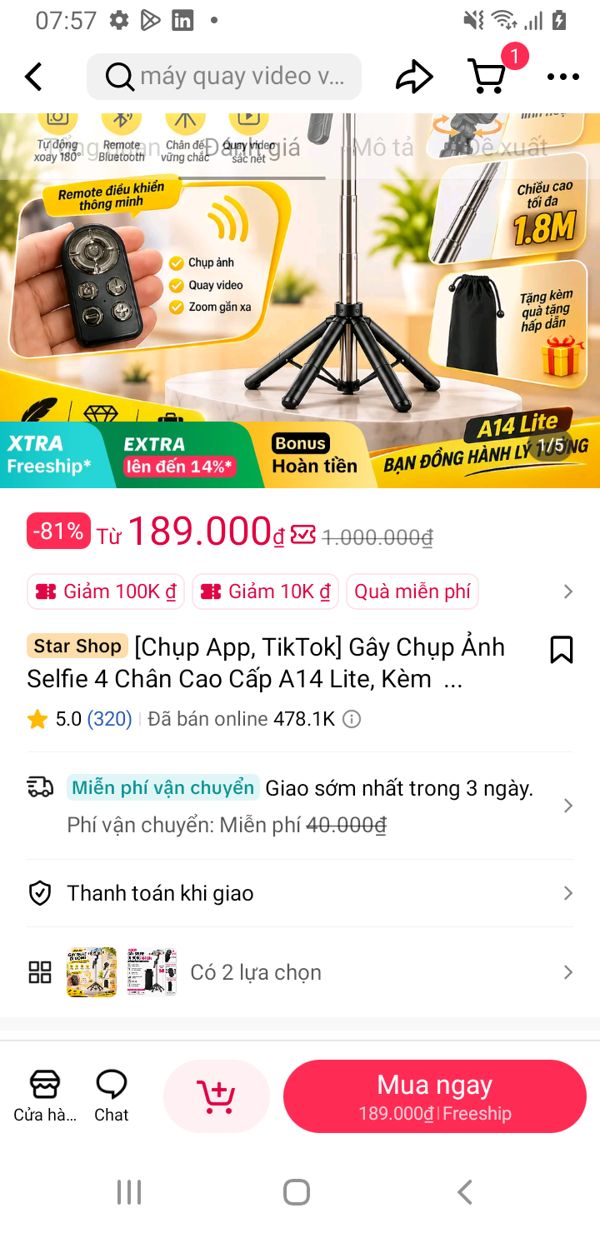 07:57
1
máy quay video v...
Tổng quan Đánh giá Mô tả Đề xuất
Tự động xoay 180°
Remote Bluetooth
Chân đế vững chắc
Quay video sắc nét
Remote điều khiển
thông minh
Chụp ảnh
Quay video
Zoom gần xa
Chiều cao
tối đa
1.8M
Tặng kèm
quà tặng
hấp dẫn
A14 Lite
1/5
BẠN ĐỒNG HÀNH LÝ TƯỞNG
XTRA
Freeship*
EXTRA
lên đến 14%*
Bonus
Hoàn tiền
-81% Từ 189.000₫ 1.000.000₫
Giảm 100K ₫ Giảm 10K ₫ Quà miễn phí
Star Shop [Chụp App, TikTok] Gây Chụp Ảnh
Selfie 4 Chân Cao Cấp A14 Lite, Kèm ...
5.0 (320) Đã bán online 478.1K
Miễn phí vận chuyển Giao sớm nhất trong 3 ngày.
Phí vận chuyển: Miễn phí 40.000₫
Thanh toán khi giao
Có 2 lựa chọn
Cửa hà... Chat
Mua ngay
189.000₫ | Freeship